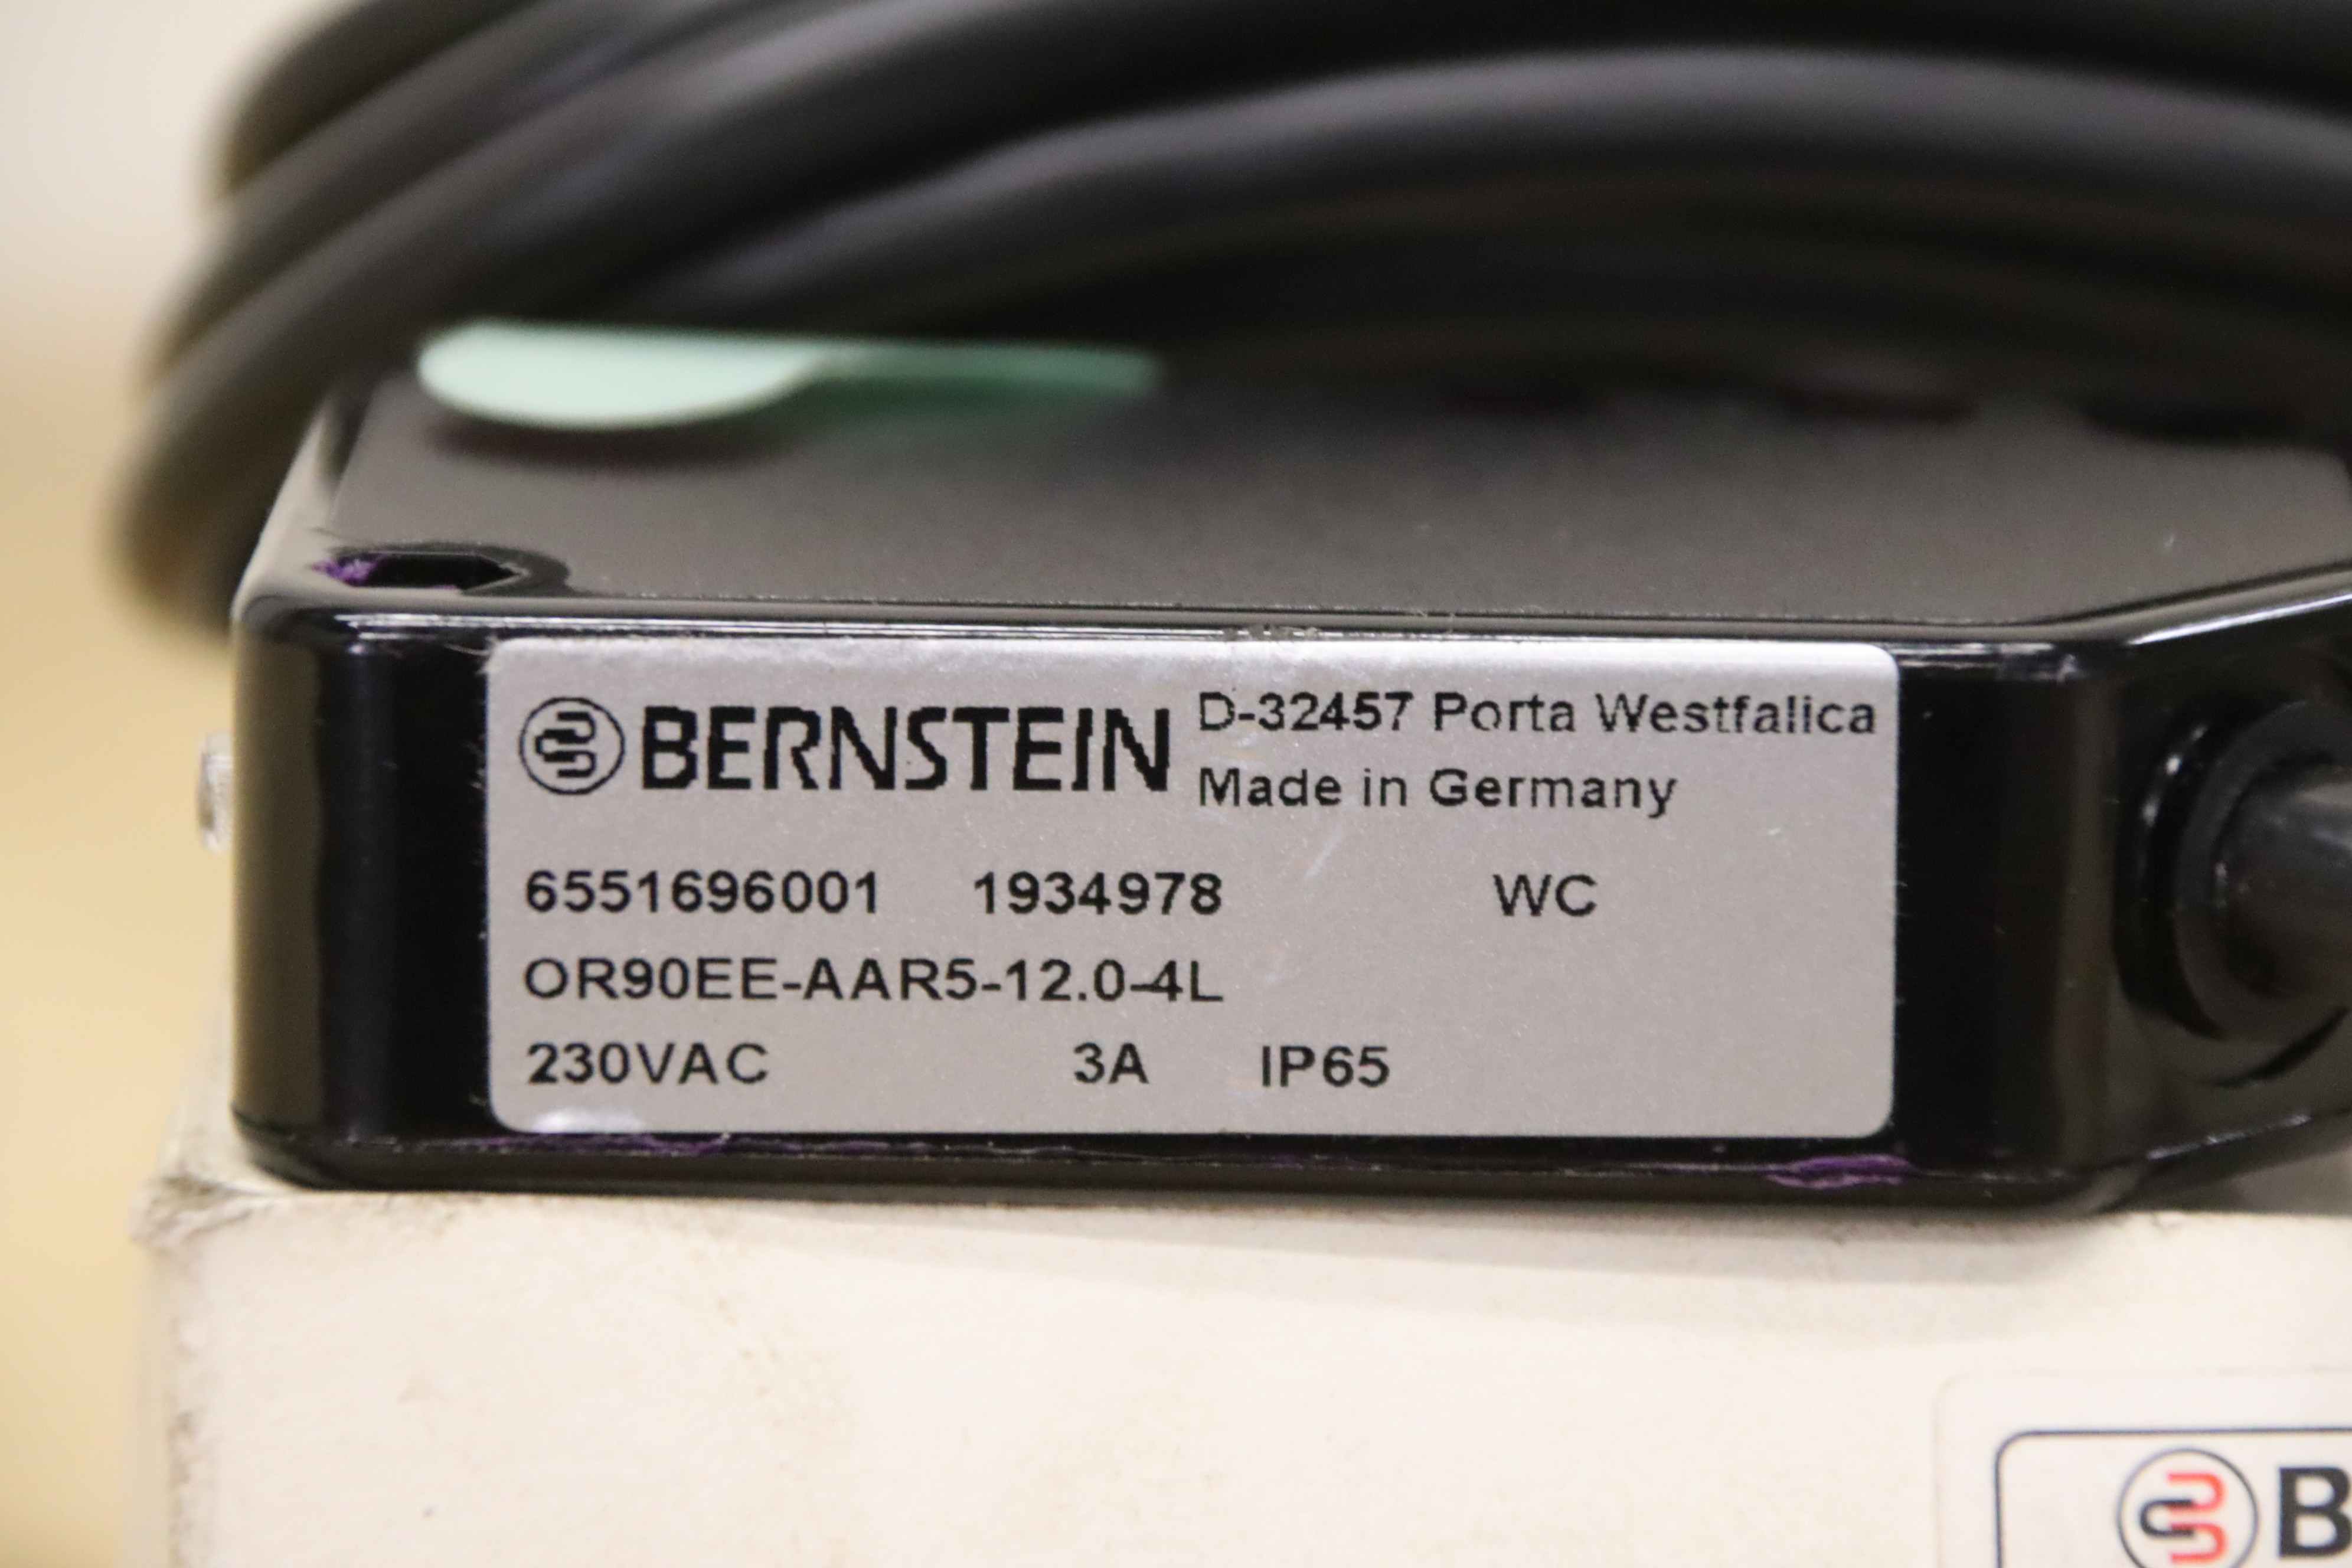 BERNSTEIN D-32457 Porta Westfalica
Made in Germany
6551696001 1934978 WC
OR90EE-AAR5-12.0-4L
230VAC 3A IP65
B